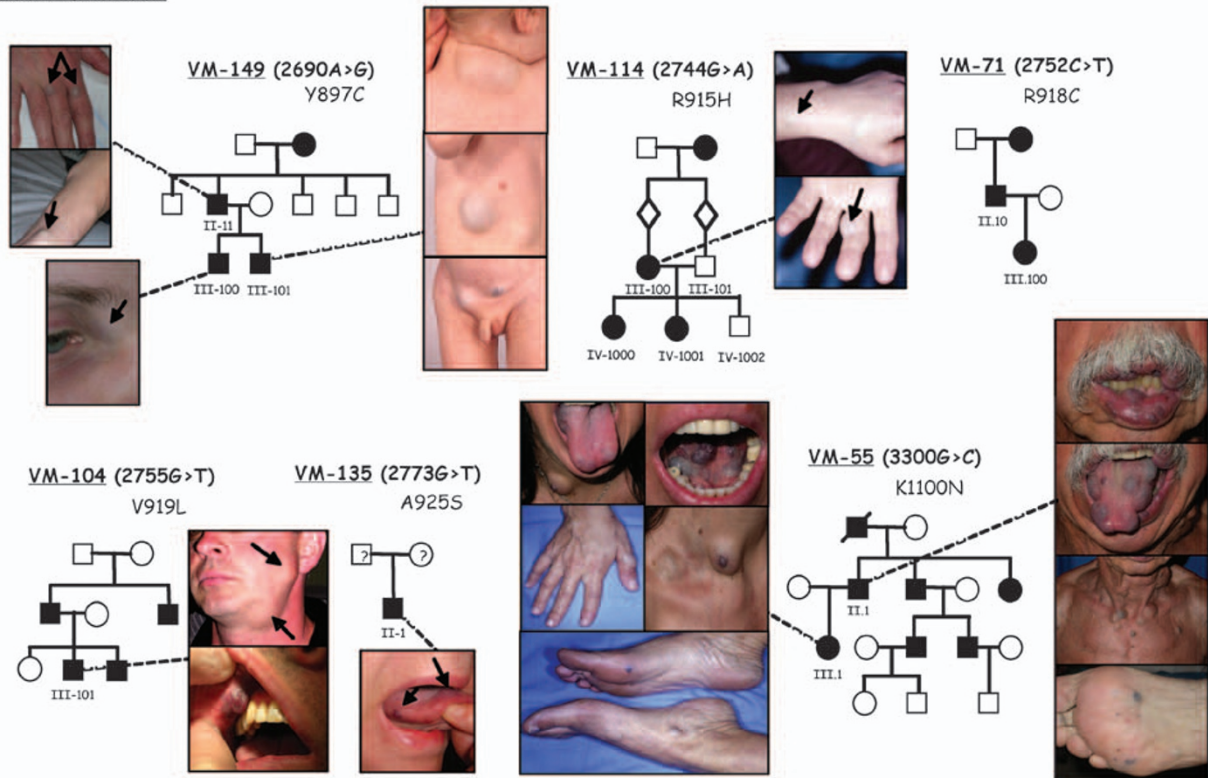 VM-149 (2690A>G)
Y897C
II-11
III-100
III-101
VM-114 (2744G>A)
R915H
III-100
III-101
IV-1000
IV-1001
IV-1002
VM-71 (2752C>T)
R918C
II.10
III.100
VM-104 (2755G>T)
V919L
III-101
VM-135 (2773G>T)
A925S
?
?
II-1
VM-55 (3300G>C)
K1100N
II.1
III.1